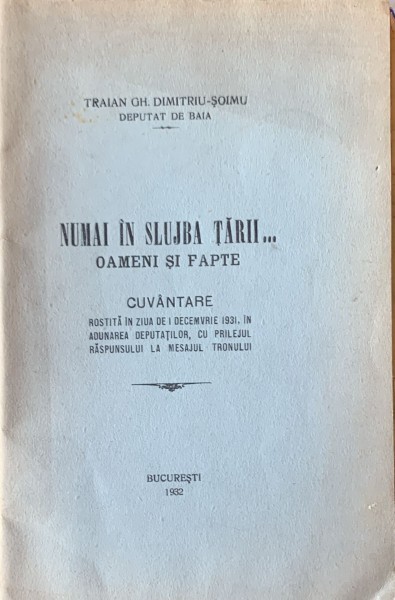 TRAIAN GH. DIMITRIU-ŞOIMU
DEPUTAT DE BAIA
NUMAI ÎN SLUJBA ŢĂRII...
OAMENI ŞI FAPTE
CUVÂNTARE
ROSTITĂ ÎN ZIUA DE 1 DECEMVRIE 1931, ÎN
ADUNAREA DEPUTAŢILOR, CU PRILEJUL
RĂSPUNSULUI LA MESAJUL TRONULUI
BUCUREŞTI
1932